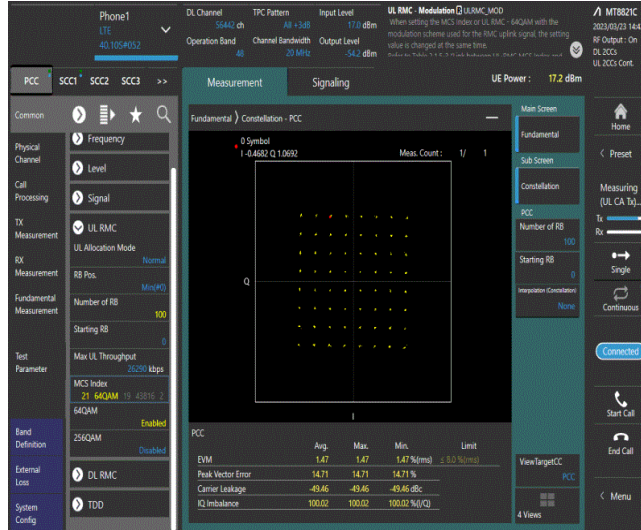 Phone1
LTE
40.10S#052
DL Channel TPC Pattern Input Level
56442 ch All +3dB 17.0 dBm
Operation Band Channel Bandwidth Output Level
48 20 MHz -54.2 dBm
UL RMC - Modulation ULRMC_MOD
When setting the MCS index or UL RMC - 64QAM with the
modulation scheme used for the RMC uplink signal, the setting
value is changed at the same time.
MT8821C
2023/03/23 14:4
RF Output : On
DL 2CCs
UL 2CCs Cont.
PCC SCC1 SCC2 SCC3 >>
Measurement Signaling
UE Power : 17.2 dBm
Common
Physical
Channel
Call
Processing
TX
Measurement
RX
Measurement
Fundamental
Measurement
Test
Parameter
Band
Definition
External
Loss
System
Config
Frequency
Level
Signal
UL RMC
UL Allocation Mode
Normal
RB Pos.
Min(#0)
Number of RB
100
Starting RB
0
Max UL Throughput
26290 kbps
MCS Index
21 64QAM 19 43816 2
64QAM
Enabled
256QAM
Disabled
DL RMC
TDD
Fundamental > Constellation - PCC
0 Symbol
I -0.4682 Q 1.0692 Meas. Count : 1/ 1
Q
I
PCC
Avg. Max. Min. Limit
EVM 1.47 1.47 1.47 %(rms) ≤ 8.0 %(rms)
Peak Vector Error 14.71 14.71 14.71 %
Carrier Leakage -49.46 -49.46 -49.46 dBc
IQ Imbalance 100.02 100.02 100.02 %(I/Q)
Main Screen
Fundamental
Sub Screen
Constellation
PCC
Number of RB
100
Starting RB
0
Interpolation (Constellation)
None
ViewTargetCC
PCC
4 Views
Home
< Preset
Measuring
(UL CA Tx)...
Tx
Rx
Single
Continuous
Connected
Start Call
End Call
< Menu